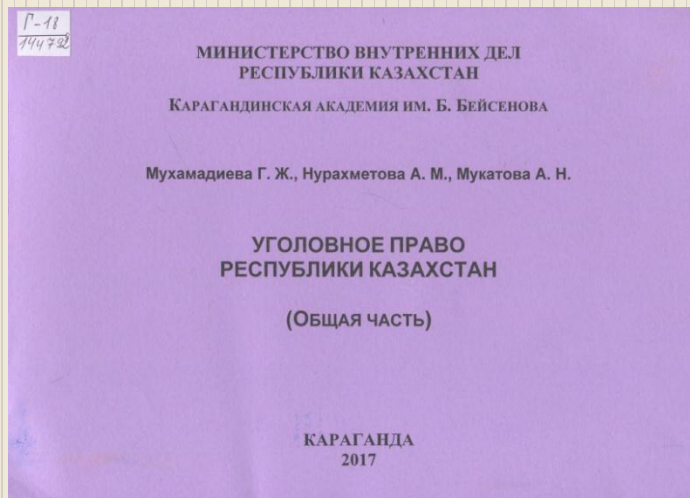 Г-18
МИНИСТЕРСТВО ВНУТРЕННИХ ДЕЛ
РЕСПУБЛИКИ КАЗАХСТАН
КАРАГАНДИНСКАЯ АКАДЕМИЯ ИМ. Б. БЕЙСЕНОВА
Мухамадиева Г. Ж., Нурахметова А. М., Мукатова А. Н.
УГОЛОВНОЕ ПРАВО
РЕСПУБЛИКИ КАЗАХСТАН
(ОБЩАЯ ЧАСТЬ)
КАРАГАНДА
2017